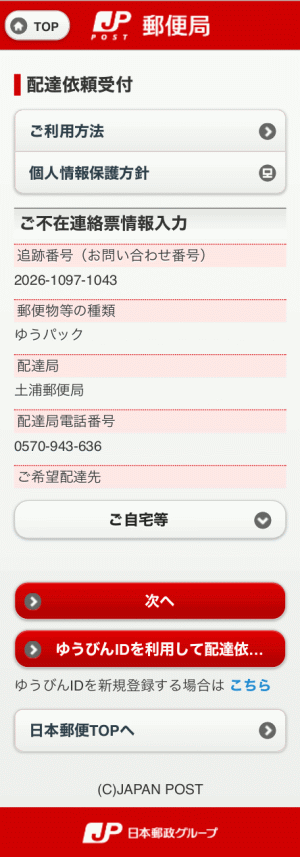 TOP
JP
POST
郵便局
配達依頼受付
ご利用方法
個人情報保護方針
ご不在連絡票情報入力
追跡番号（お問い合わせ番号）
2026-1097-1043
郵便物等の種類
ゆうパック
配達局
土浦郵便局
配達局電話番号
0570-943-636
ご希望配達先
ご自宅等
次へ
ゆうびんIDを利用して配達依...
ゆうびんIDを新規登録する場合は こちら
日本郵便TOPへ
(C)JAPAN POST
JP 日本郵政グループ